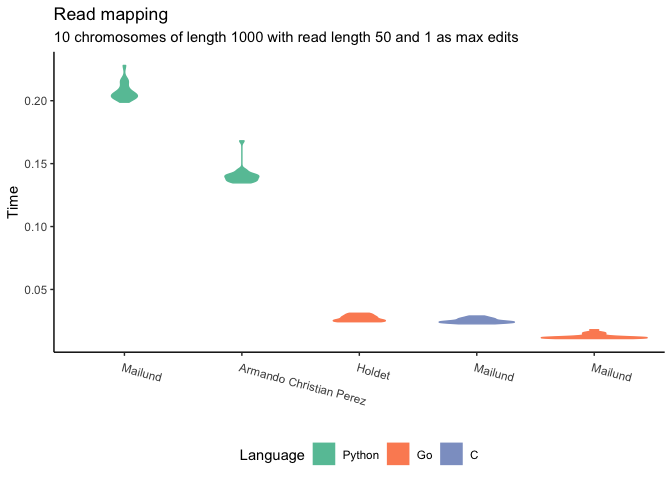 Read mapping
10 chromosomes of length 1000 with read length 50 and 1 as max edits
Time
0.20
0.15
0.10
0.05
Mailund
Armando Christian Perez
Holdet
Mailund
Mailund
Language Python Go C